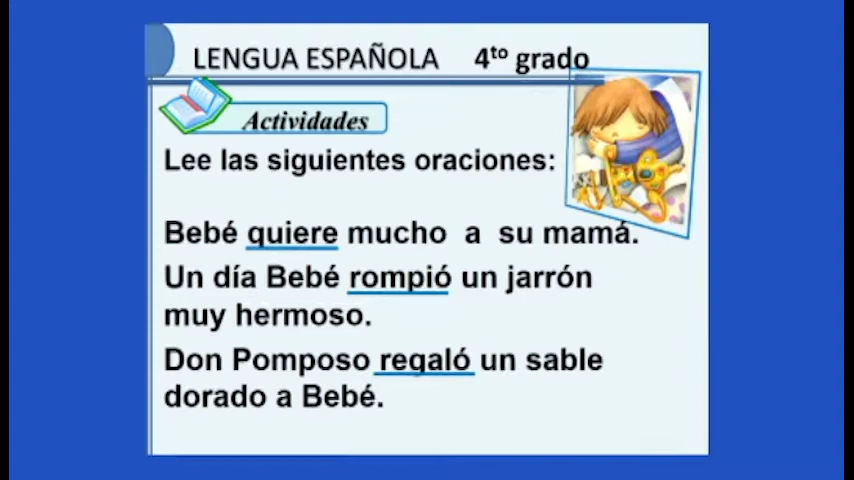 LENGUA ESPAÑOLA 4to grado
Actividades
Lee las siguientes oraciones:
Bebé quiere mucho a su mamá.
Un día Bebé rompió un jarrón
muy hermoso.
Don Pomposo regaló un sable
dorado a Bebé.